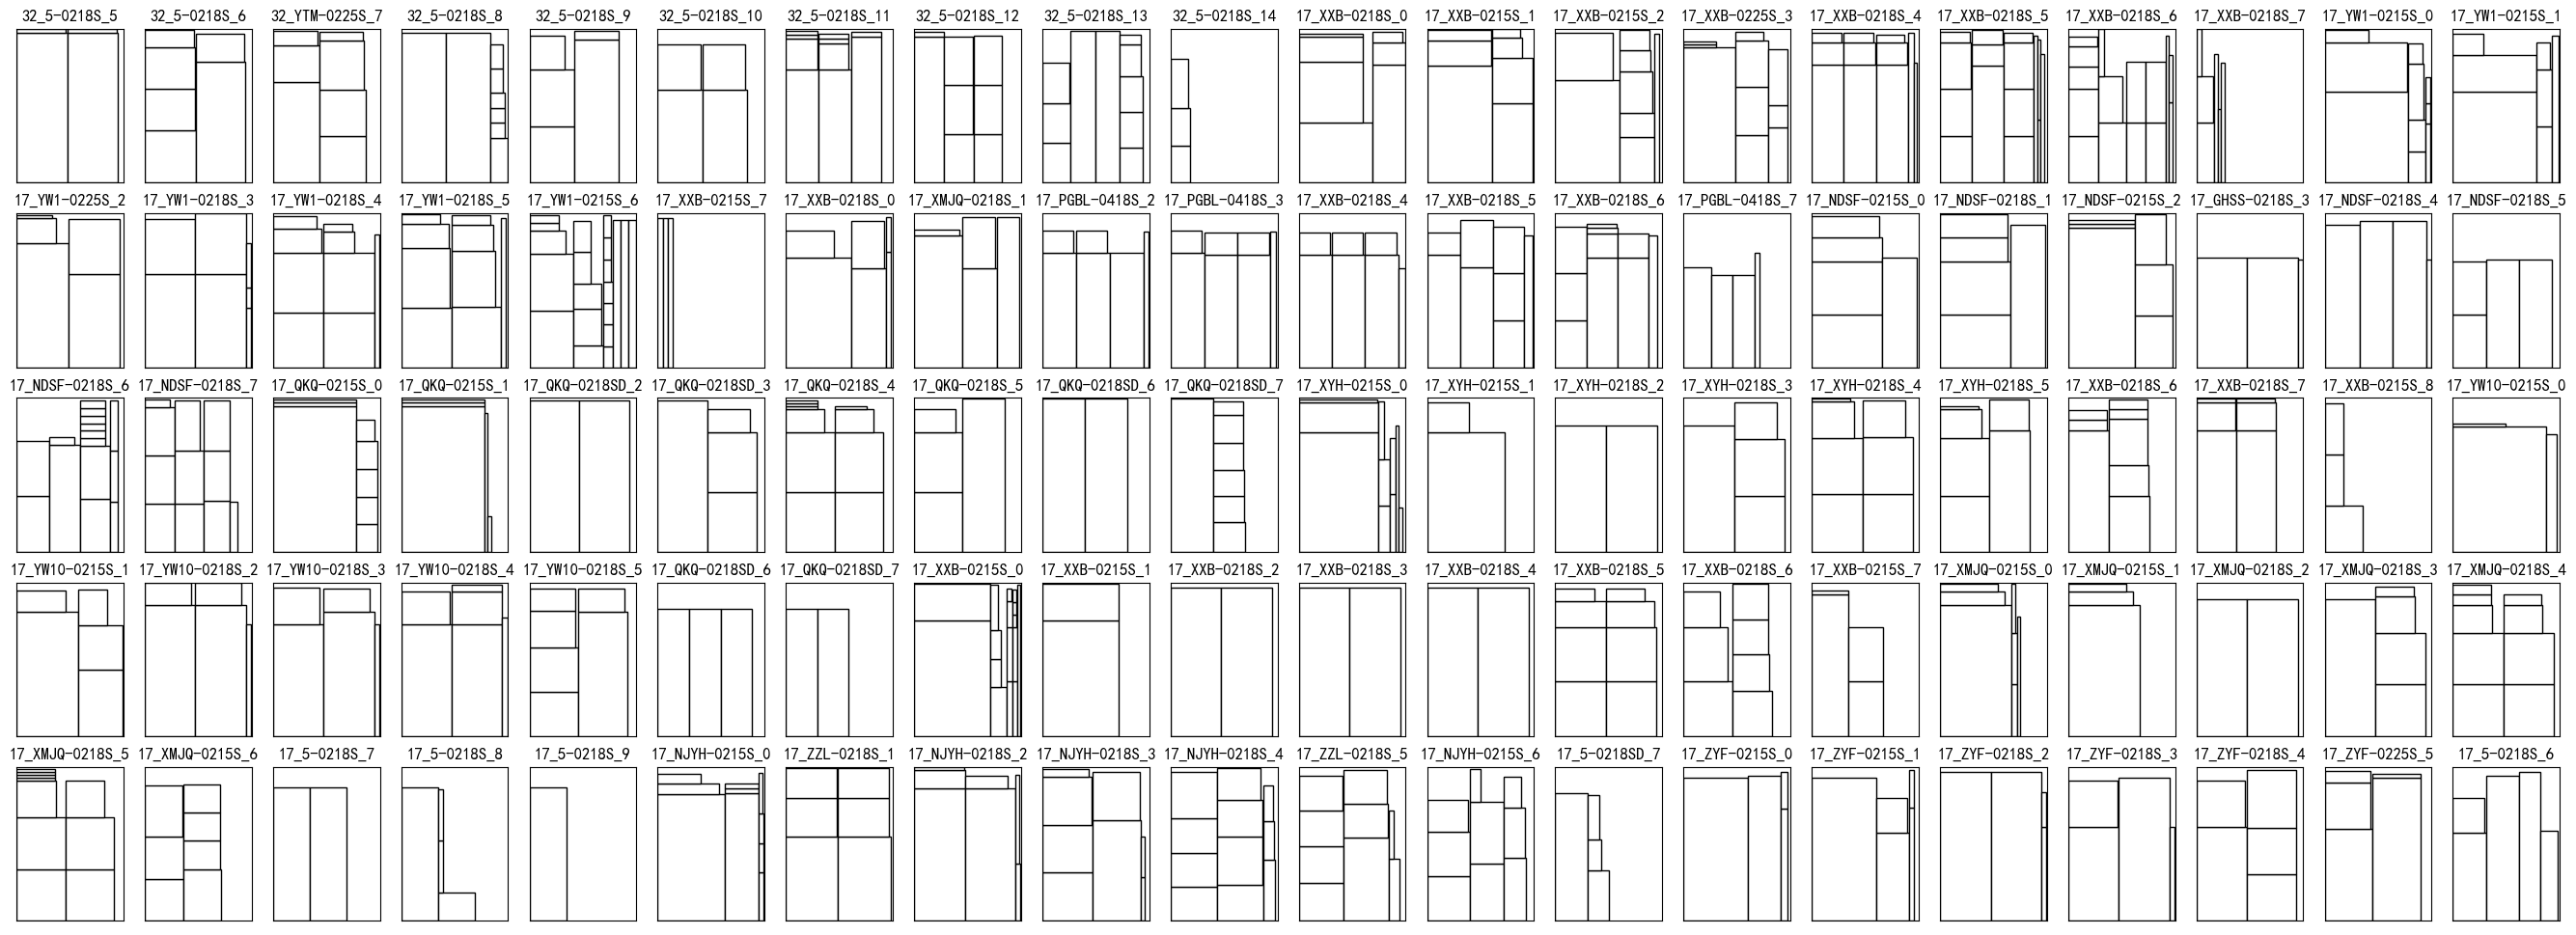 32_5-0218S_5 32_5-0218S_6 32_YTM-0225S_7 32_5-0218S_8 32_5-0218S_9 32_5-0218S_10 32_5-0218S_11 32_5-0218S_12 32_5-0218S_13 32_5-0218S_14 17_XXB-0218S_0 17_XXB-0215S_1 17_XXB-0215S_2 17_XXB-0225S_3 17_XXB-0218S_4 17_XXB-0218S_5 17_XXB-0218S_6 17_XXB-0218S_7 17_YW1-0215S_0 17_YW1-0215S_1
17_YW1-0225S_2 17_YW1-0218S_3 17_YW1-0218S_4 17_YW1-0218S_5 17_YW1-0215S_6 17_XXB-0215S_7 17_XXB-0218S_0 17_XMJQ-0218S_1 17_PGBL-0418S_2 17_PGBL-0418S_3 17_XXB-0218S_4 17_XXB-0218S_5 17_XXB-0218S_6 17_PGBL-0418S_7 17_NDSF-0215S_0 17_NDSF-0218S_1 17_NDSF-0215S_2 17_GHSS-0218S_3 17_NDSF-0218S_4 17_NDSF-0218S_5
17_NDSF-0218S_6 17_NDSF-0218S_7 17_QKQ-0215S_0 17_QKQ-0215S_1 17_QKQ-0218SD_2 17_QKQ-0218SD_3 17_QKQ-0218S_4 17_QKQ-0218S_5 17_QKQ-0218SD_6 17_QKQ-0218SD_7 17_XYH-0215S_0 17_XYH-0215S_1 17_XYH-0218S_2 17_XYH-0218S_3 17_XYH-0218S_4 17_XYH-0218S_5 17_XXB-0218S_6 17_XXB-0218S_7 17_XXB-0215S_8 17_YW10-0215S_0
17_YW10-0215S_1 17_YW10-0218S_2 17_YW10-0218S_3 17_YW10-0218S_4 17_YW10-0218S_5 17_QKQ-0218SD_6 17_QKQ-0218SD_7 17_XXB-0215S_0 17_XXB-0215S_1 17_XXB-0218S_2 17_XXB-0218S_3 17_XXB-0218S_4 17_XXB-0218S_5 17_XXB-0218S_6 17_XXB-0215S_7 17_XMJQ-0215S_0 17_XMJQ-0215S_1 17_XMJQ-0218S_2 17_XMJQ-0218S_3 17_XMJQ-0218S_4
17_XMJQ-0218S_5 17_XMJQ-0215S_6 17_5-0218S_7 17_5-0218S_8 17_5-0218S_9 17_NJYH-0215S_0 17_ZZL-0218S_1 17_NJYH-0218S_2 17_NJYH-0218S_3 17_NJYH-0218S_4 17_ZZL-0218S_5 17_NJYH-0215S_6 17_5-0218SD_7 17_ZYF-0215S_0 17_ZYF-0215S_1 17_ZYF-0218S_2 17_ZYF-0218S_3 17_ZYF-0218S_4 17_ZYF-0225S_5 17_5-0218S_6